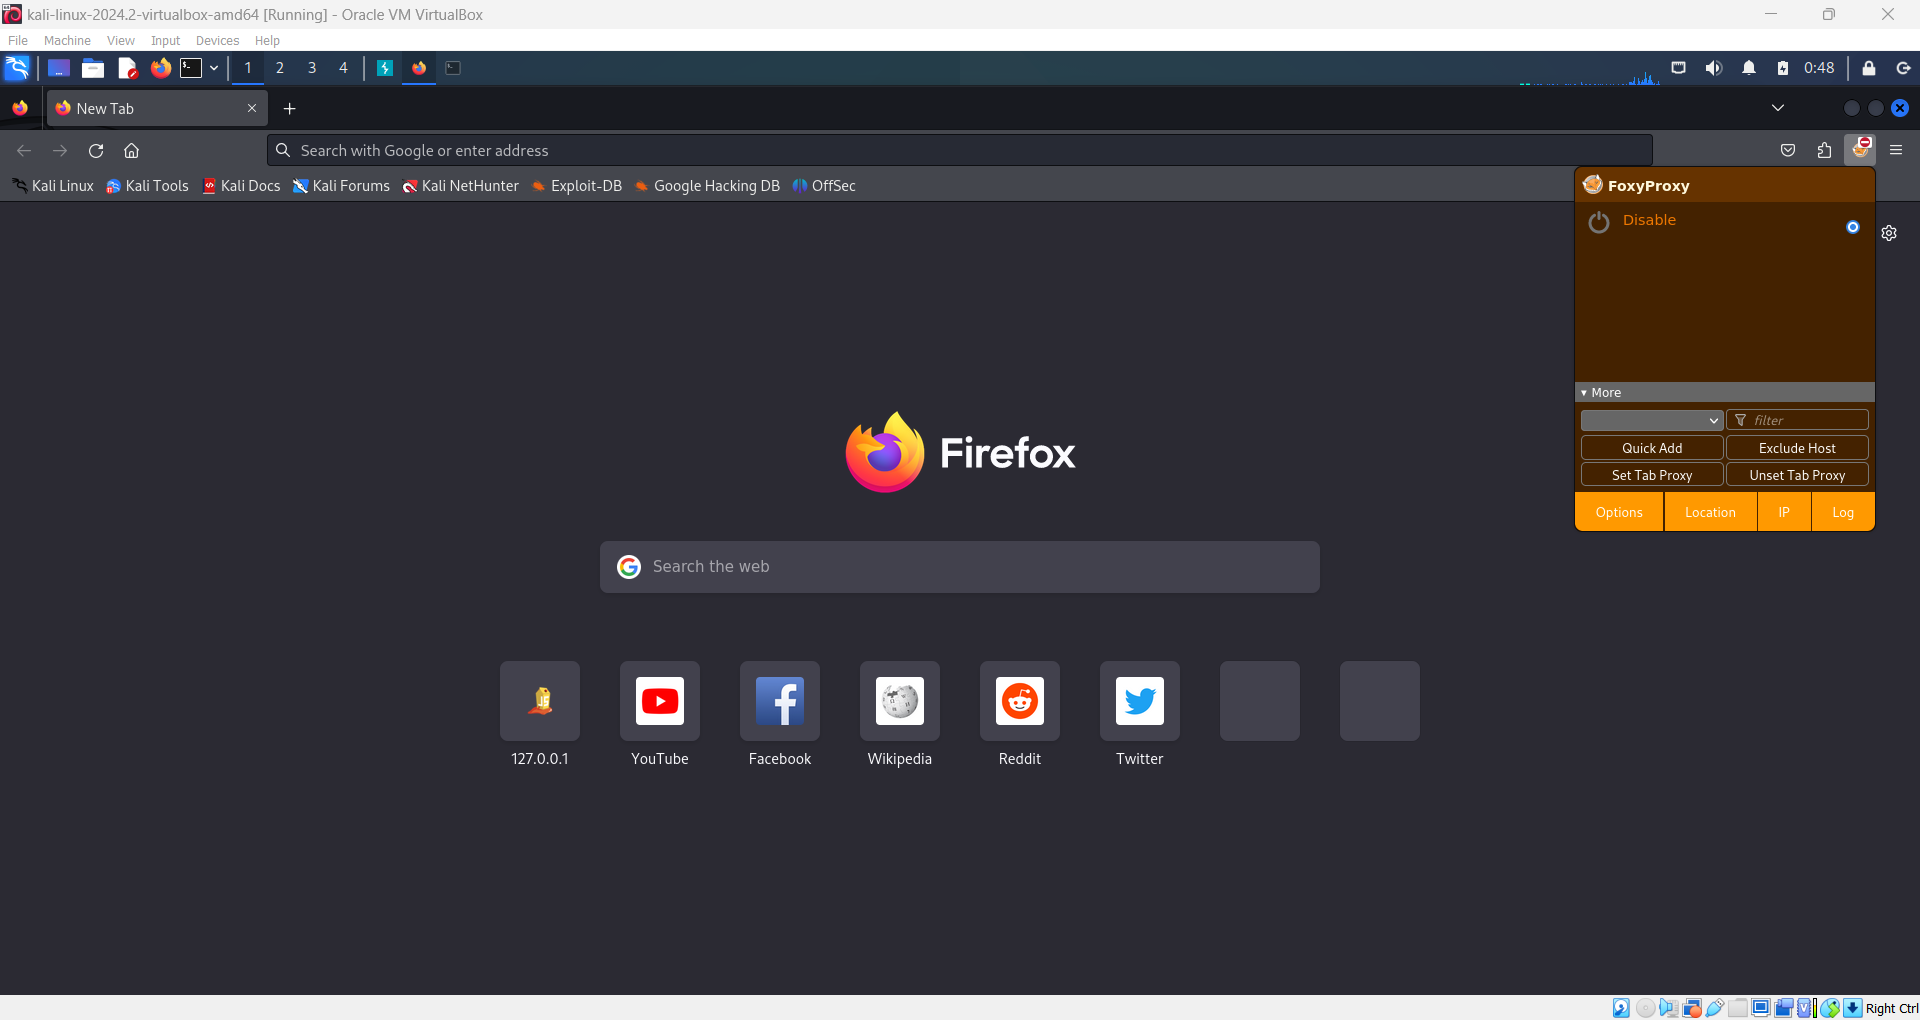 kali-linux-2024.2-virtualbox-amd64 [Running] - Oracle VM VirtualBox
File Machine View Input Devices Help
1 2 3 4 0:48
New Tab
Search with Google or enter address
Kali Linux Kali Tools Kali Docs Kali Forums Kali NetHunter Exploit-DB Google Hacking DB OffSec
FoxyProxy
Disable
More
filter
Quick Add Exclude Host
Set Tab Proxy Unset Tab Proxy
Options Location IP Log
Firefox
Search the web
127.0.0.1 YouTube Facebook Wikipedia Reddit Twitter
Right Ctrl